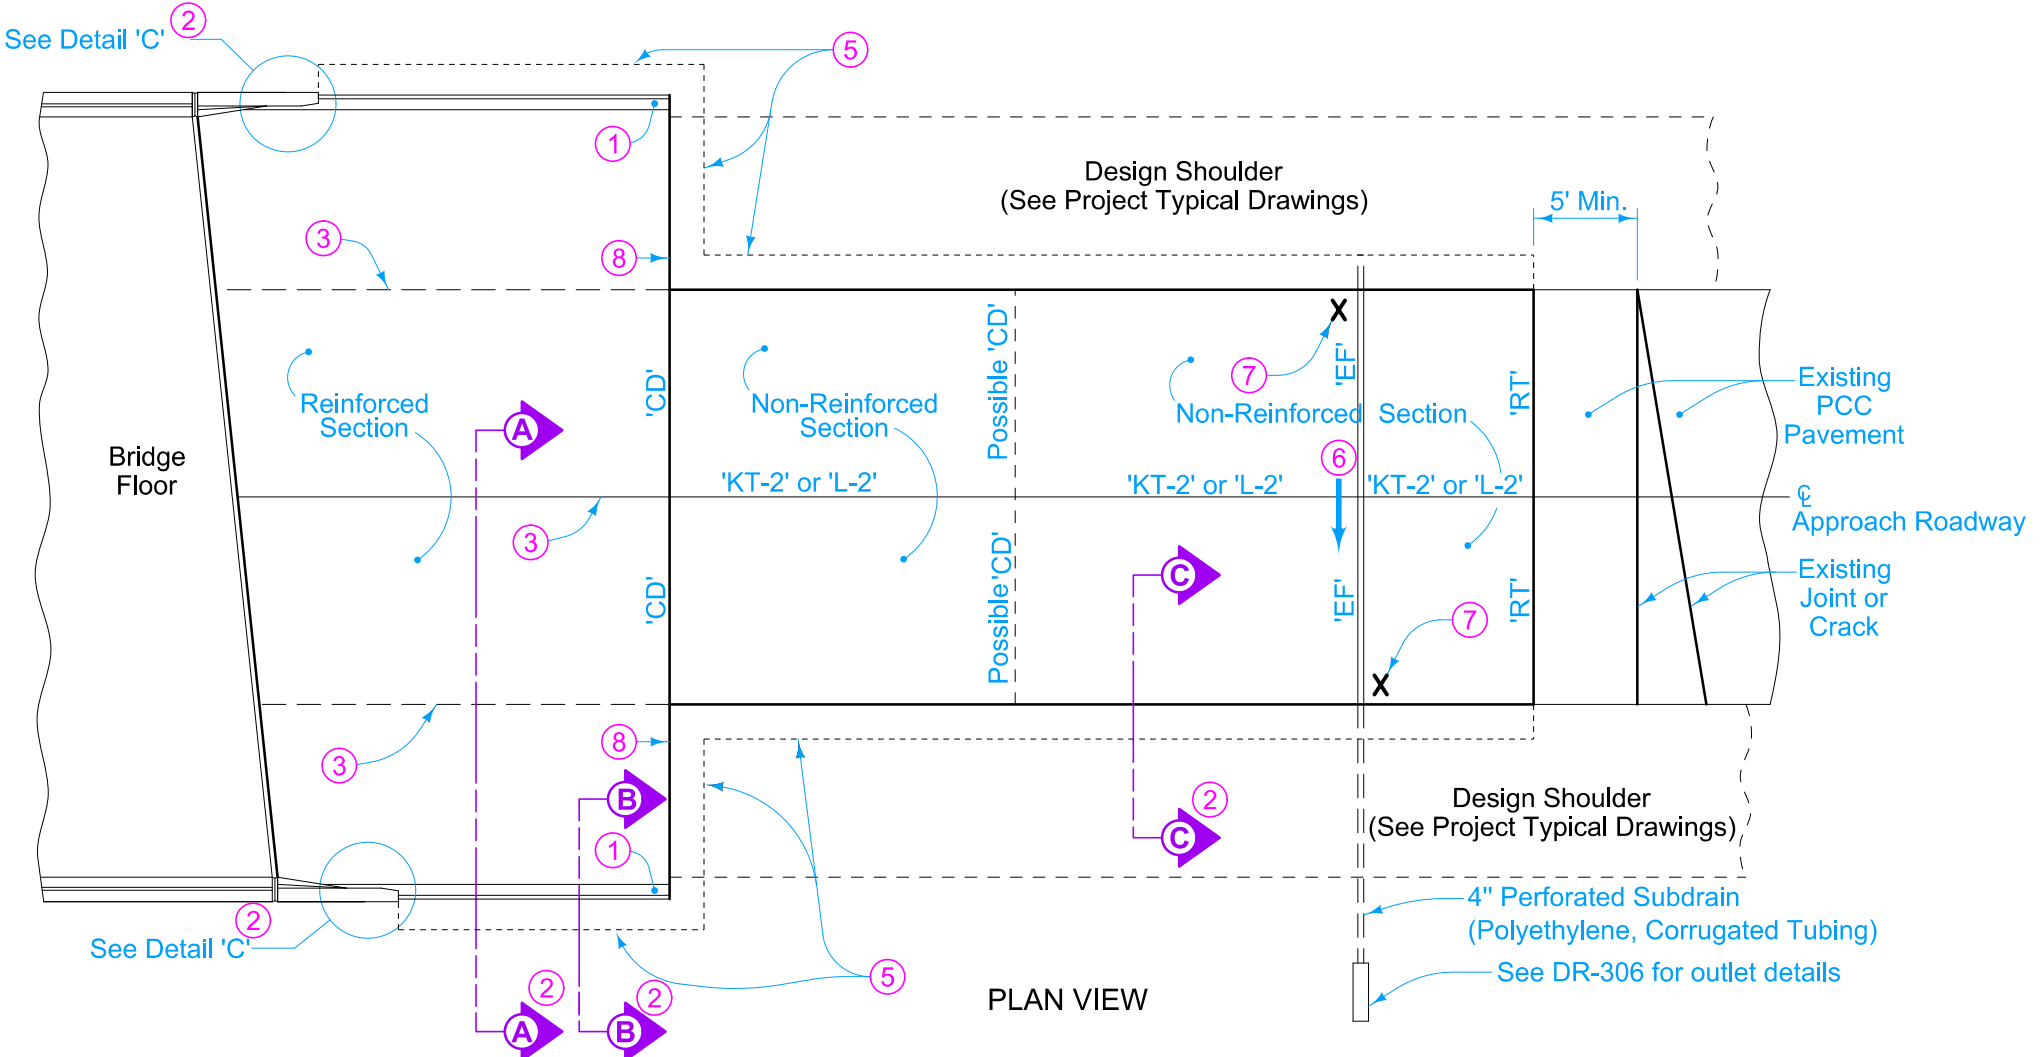 2
See Detail 'C'
5
1
Design Shoulder
(See Project Typical Drawings)
5' Min.
3
8
7
'CD'
Possible 'CD'
'EF'
'RT'
Reinforced
Section
Non-Reinforced
Section
Non-Reinforced Section
Existing
PCC
Pavement
A
Bridge
Floor
6
'KT-2' or 'L-2'
'KT-2' or 'L-2'
'KT-2' or 'L-2'
℄
Approach Roadway
3
C
'CD'
Possible 'CD'
'EF'
'RT'
Existing
Joint or
Crack
7
3
8
B
2
C
Design Shoulder
(See Project Typical Drawings)
1
2
See Detail 'C'
4" Perforated Subdrain
(Polyethylene, Corrugated Tubing)
5
See DR-306 for outlet details
2
2
A
B
PLAN VIEW
X
X